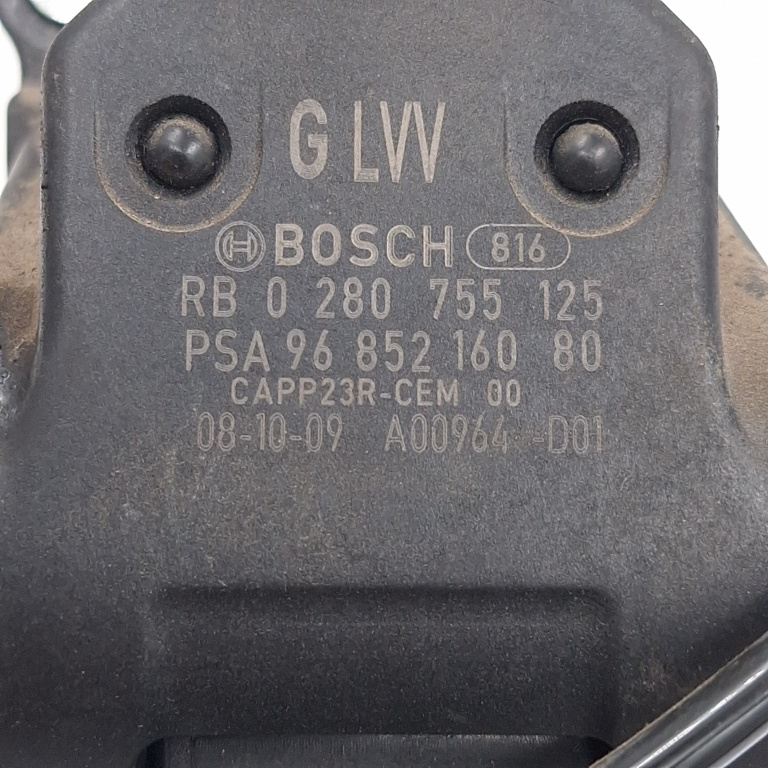 G LVV
BOSCH 816
RB 0 280 755 125
PSA 96 852 160 80
CAPP23R-CEM 00
08-10-09 A00964-D01